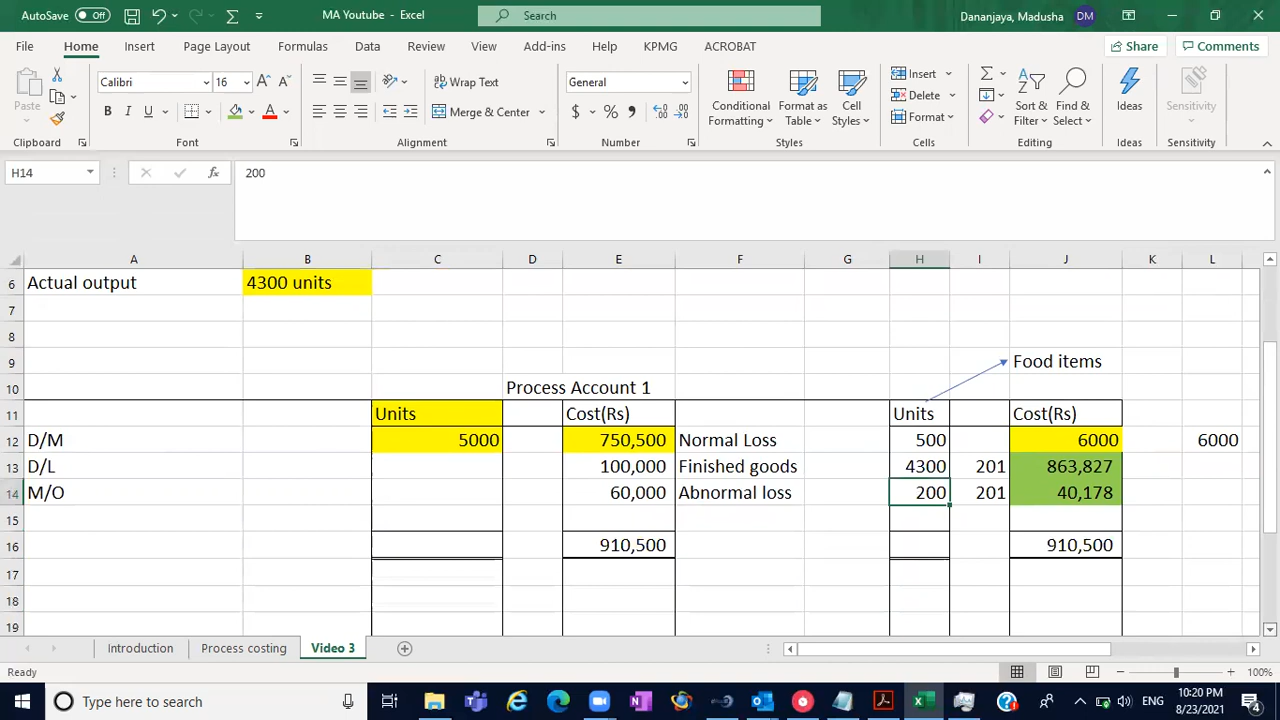 AutoSave Off
MA Youtube - Excel
Search
Dananjaya, Madusha DM
File Home Insert Page Layout Formulas Data Review View Add-ins Help KPMG ACROBAT Share Comments
Paste
Calibri 16
Wrap Text
General
Conditional Formatting
Format as Table
Cell Styles
Insert
Delete
Format
Sort & Filter
Find & Select
Ideas
Sensitivity
B I U
Merge & Center
Clipboard Font Alignment Number Styles Cells Editing Ideas Sensitivity
H14 fx 200
A B C D E F G H I J K L
6 Actual output 4300 units
7
8
9 Food items
10 Process Account 1
11 Units Cost(Rs) Units Cost(Rs)
12 D/M 5000 750,500 Normal Loss 500 6000 6000
13 D/L 100,000 Finished goods 4300 201 863,827
14 M/O 60,000 Abnormal loss 200 201 40,178
15
16 910,500 910,500
17
18
19
Introduction Process costing Video 3
Ready 100%
Type here to search
ENG
10:20 PM
8/23/2021
4